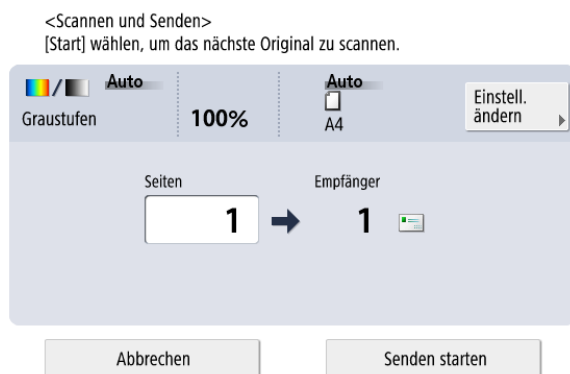 <Scannen und Senden>
[Start] wählen, um das nächste Original zu scannen.
Auto
Graustufen
100%
Auto
A4
Einstell.
ändern
Seiten
Empfänger
1
1
Abbrechen
Senden starten